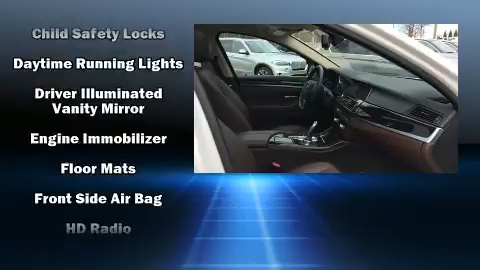 Child Safety Locks
Daytime Running Lights
Driver Illuminated
Vanity Mirror
Engine Immobilizer
Floor Mats
Front Side Air Bag
HD Radio